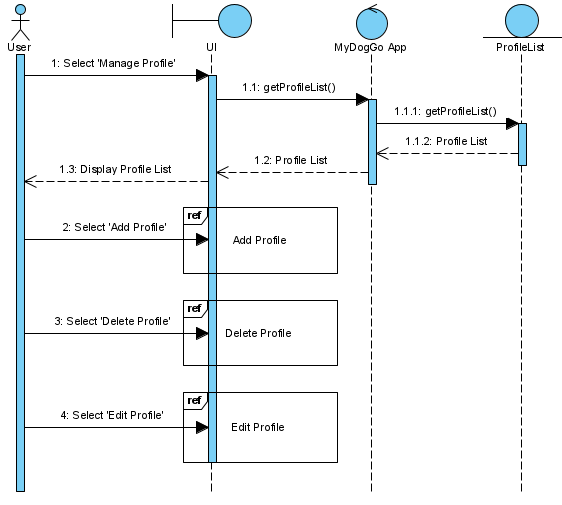 User
UI
MyDogGo App
ProfileList
1: Select 'Manage Profile'
1.1: getProfileList()
1.1.1: getProfileList()
1.1.2: Profile List
1.2: Profile List
1.3: Display Profile List
ref
2: Select 'Add Profile'
Add Profile
ref
3: Select 'Delete Profile'
Delete Profile
ref
4: Select 'Edit Profile'
Edit Profile